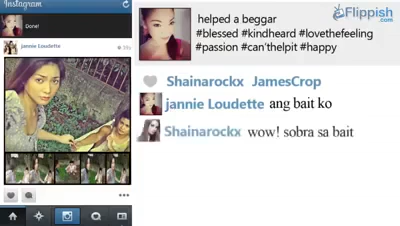 Instagram
Done!
jannie Loudette
helped a beggar
#blessed #kindheard #lovethefeeling
#passion #can'thelpit #happy
Flippish
.com
Shainarockx JamesCrop
jannie Loudette ang bait ko
Shainarockx wow! sobra sa bait